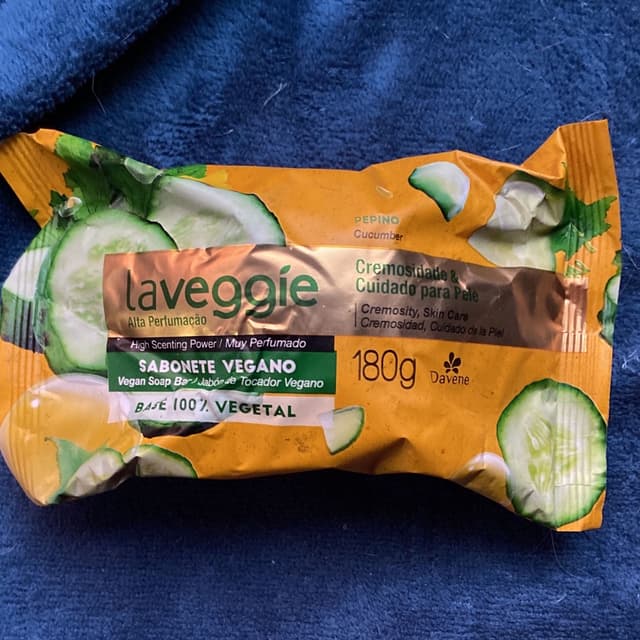 PEPINO
Cucumber
laveggie
Alta Perfumação
High Scenting Power / Muy Perfumado
SABONETE VEGANO
Vegan Soap Bar / Jabón de Tocador Vegano
BASE 100% VEGETAL
Cremosidade &
Cuidado para Pele
Cremosity, Skin Care
Cremosidad, Cuidado de la Piel
180g
Davene